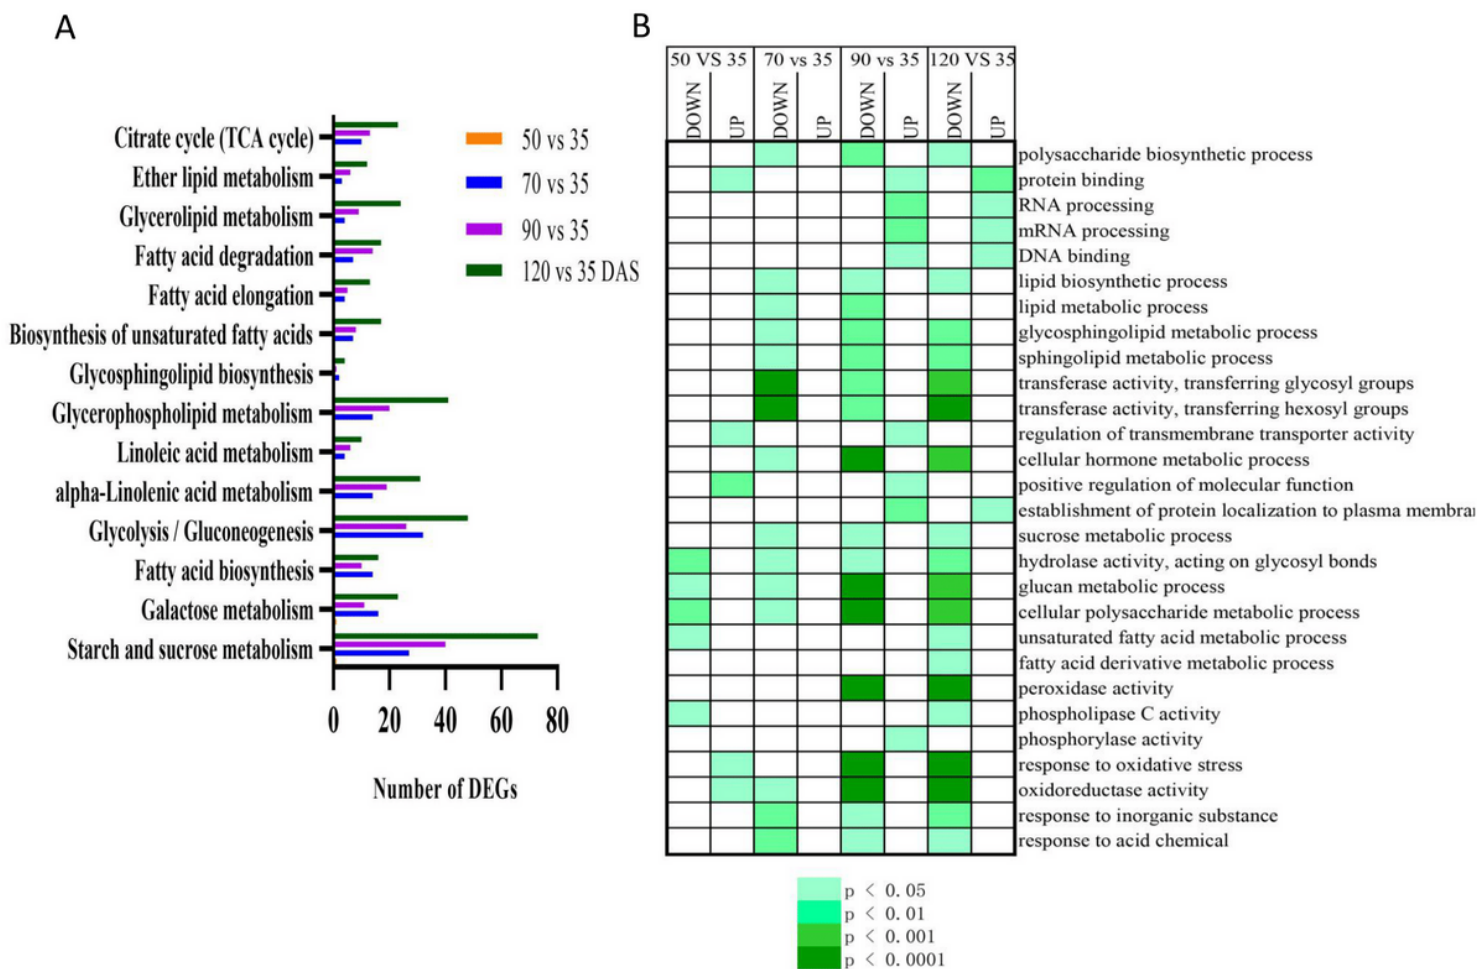 A
Citrate cycle (TCA cycle)
Ether lipid metabolism
Glycerolipid metabolism
Fatty acid degradation
Fatty acid elongation
Biosynthesis of unsaturated fatty acids
Glycosphingolipid biosynthesis
Glycerophospholipid metabolism
Linoleic acid metabolism
alpha-Linolenic acid metabolism
Glycolysis / Gluconeogenesis
Fatty acid biosynthesis
Galactose metabolism
Starch and sucrose metabolism
50 vs 35
70 vs 35
90 vs 35
120 vs 35 DAS
0 20 40 60 80
Number of DEGs
B
50 VS 35 70 vs 35 90 vs 35 120 VS 35
DOWN UP DOWN UP DOWN UP DOWN UP
polysaccharide biosynthetic process
protein binding
RNA processing
mRNA processing
DNA binding
lipid biosynthetic process
lipid metabolic process
glycosphingolipid metabolic process
sphingolipid metabolic process
transferase activity, transferring glycosyl groups
transferase activity, transferring hexosyl groups
regulation of transmembrane transporter activity
cellular hormone metabolic process
positive regulation of molecular function
establishment of protein localization to plasma membra
sucrose metabolic process
hydrolase activity, acting on glycosyl bonds
glucan metabolic process
cellular polysaccharide metabolic process
unsaturated fatty acid metabolic process
fatty acid derivative metabolic process
peroxidase activity
phospholipase C activity
phosphorylase activity
response to oxidative stress
oxidoreductase activity
response to inorganic substance
response to acid chemical
p < 0. 05
p < 0. 01
p < 0. 001
p < 0. 0001